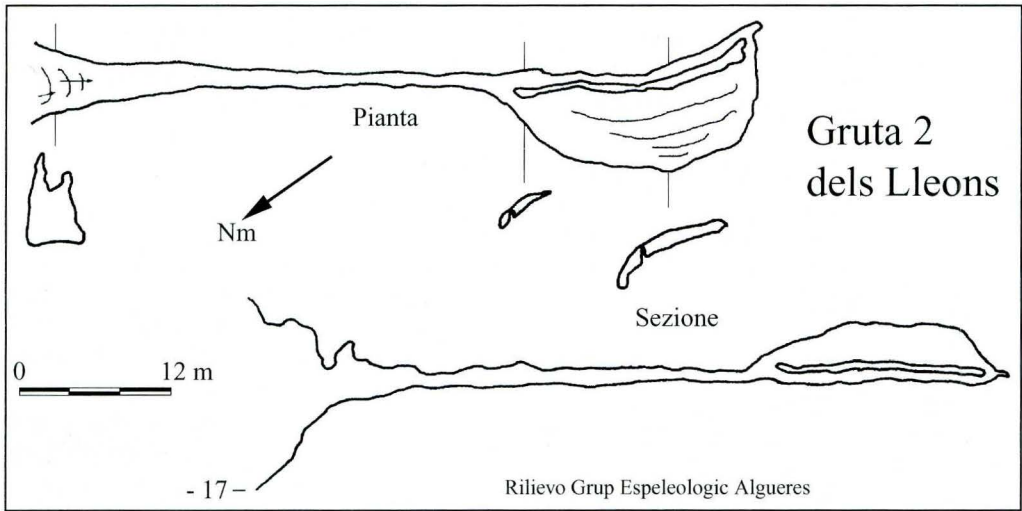 Pianta
Gruta 2
dels Lleons
Nm
Sezione
0 12 m
- 17 –
Rilievo Grup Espeleologic Algueres